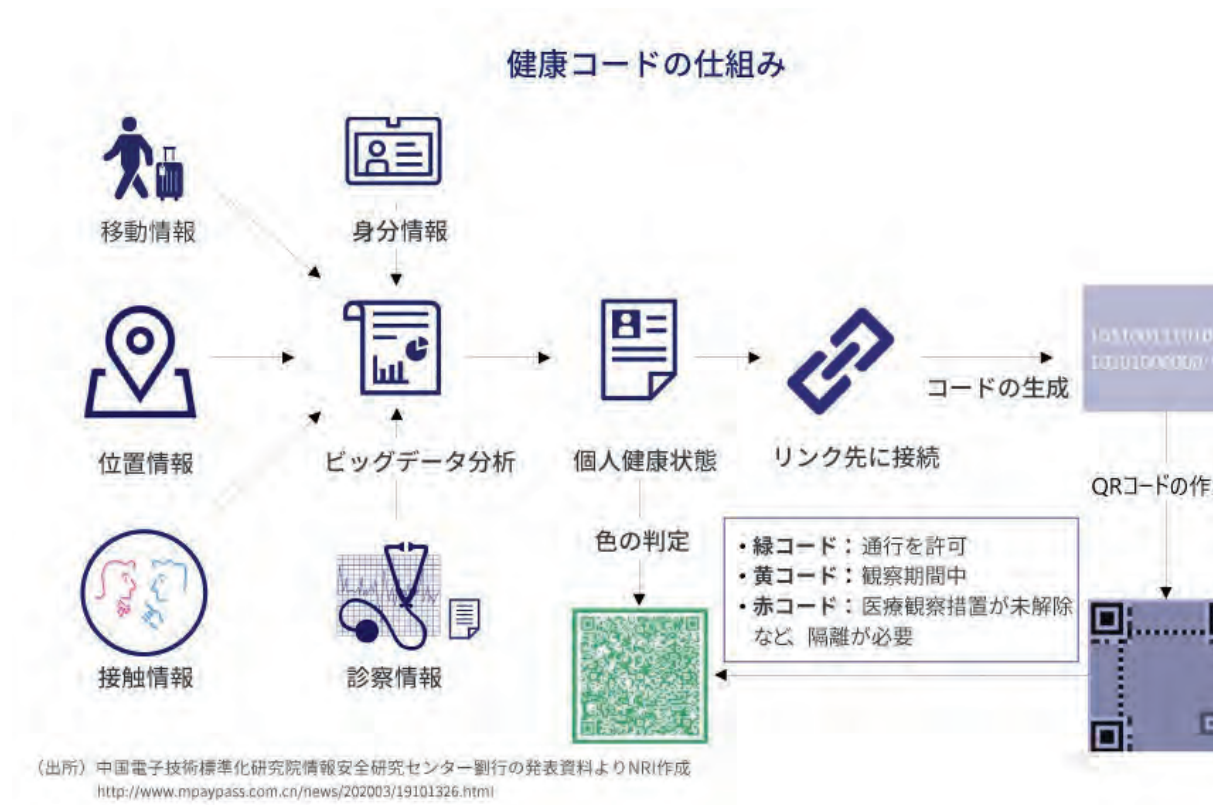 健康コードの仕組み
移動情報
身分情報
位置情報
ビッグデータ分析
個人健康状態
リンク先に接続
コードの生成
QRコードの作
接触情報
診察情報
色の判定
・緑コード：通行を許可
・黄コード：観察期間中
・赤コード：医療観察措置が未解除
など、隔離が必要
（出所）中国電子技術標準化研究院情報安全研究センター劉行の発表資料よりNRI作成
http://www.mpaypass.com.cn/news/202003/19101326.html